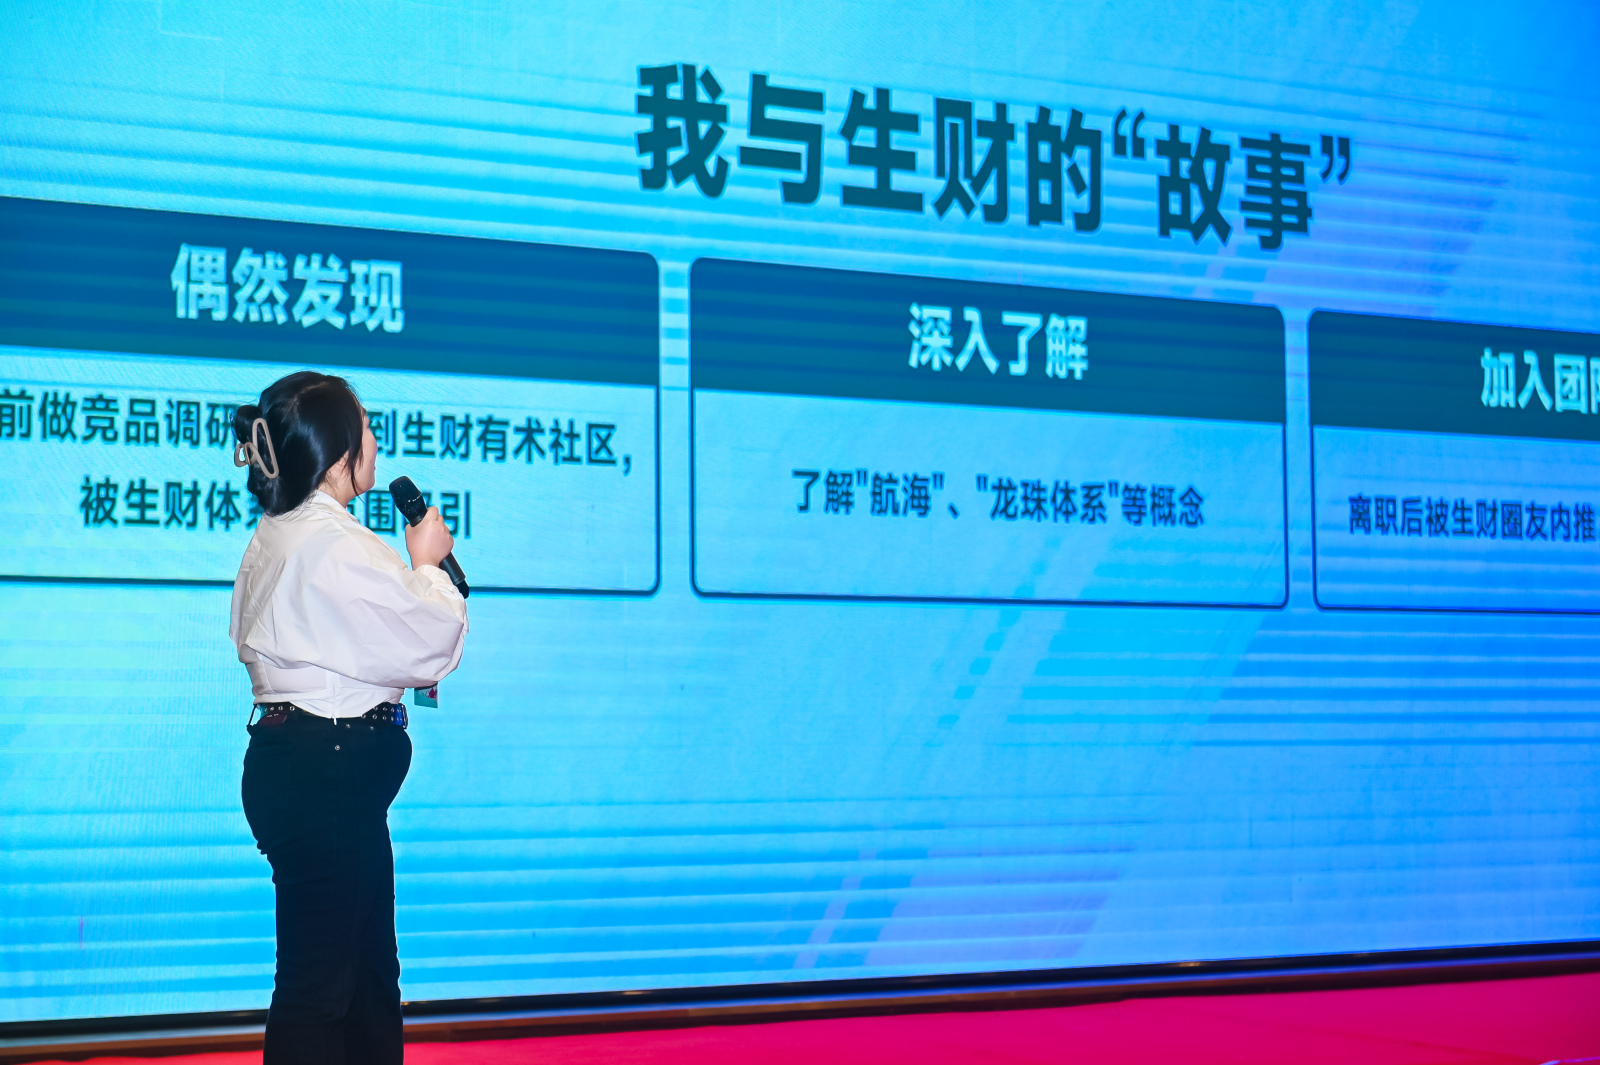 我与生财的“故事”
偶然发现
前做竞品调研 到生财有术社区，
被生财体 围 引
深入了解
了解"航海"、"龙珠体系"等概念
加入团
离职后被生财圈友内推